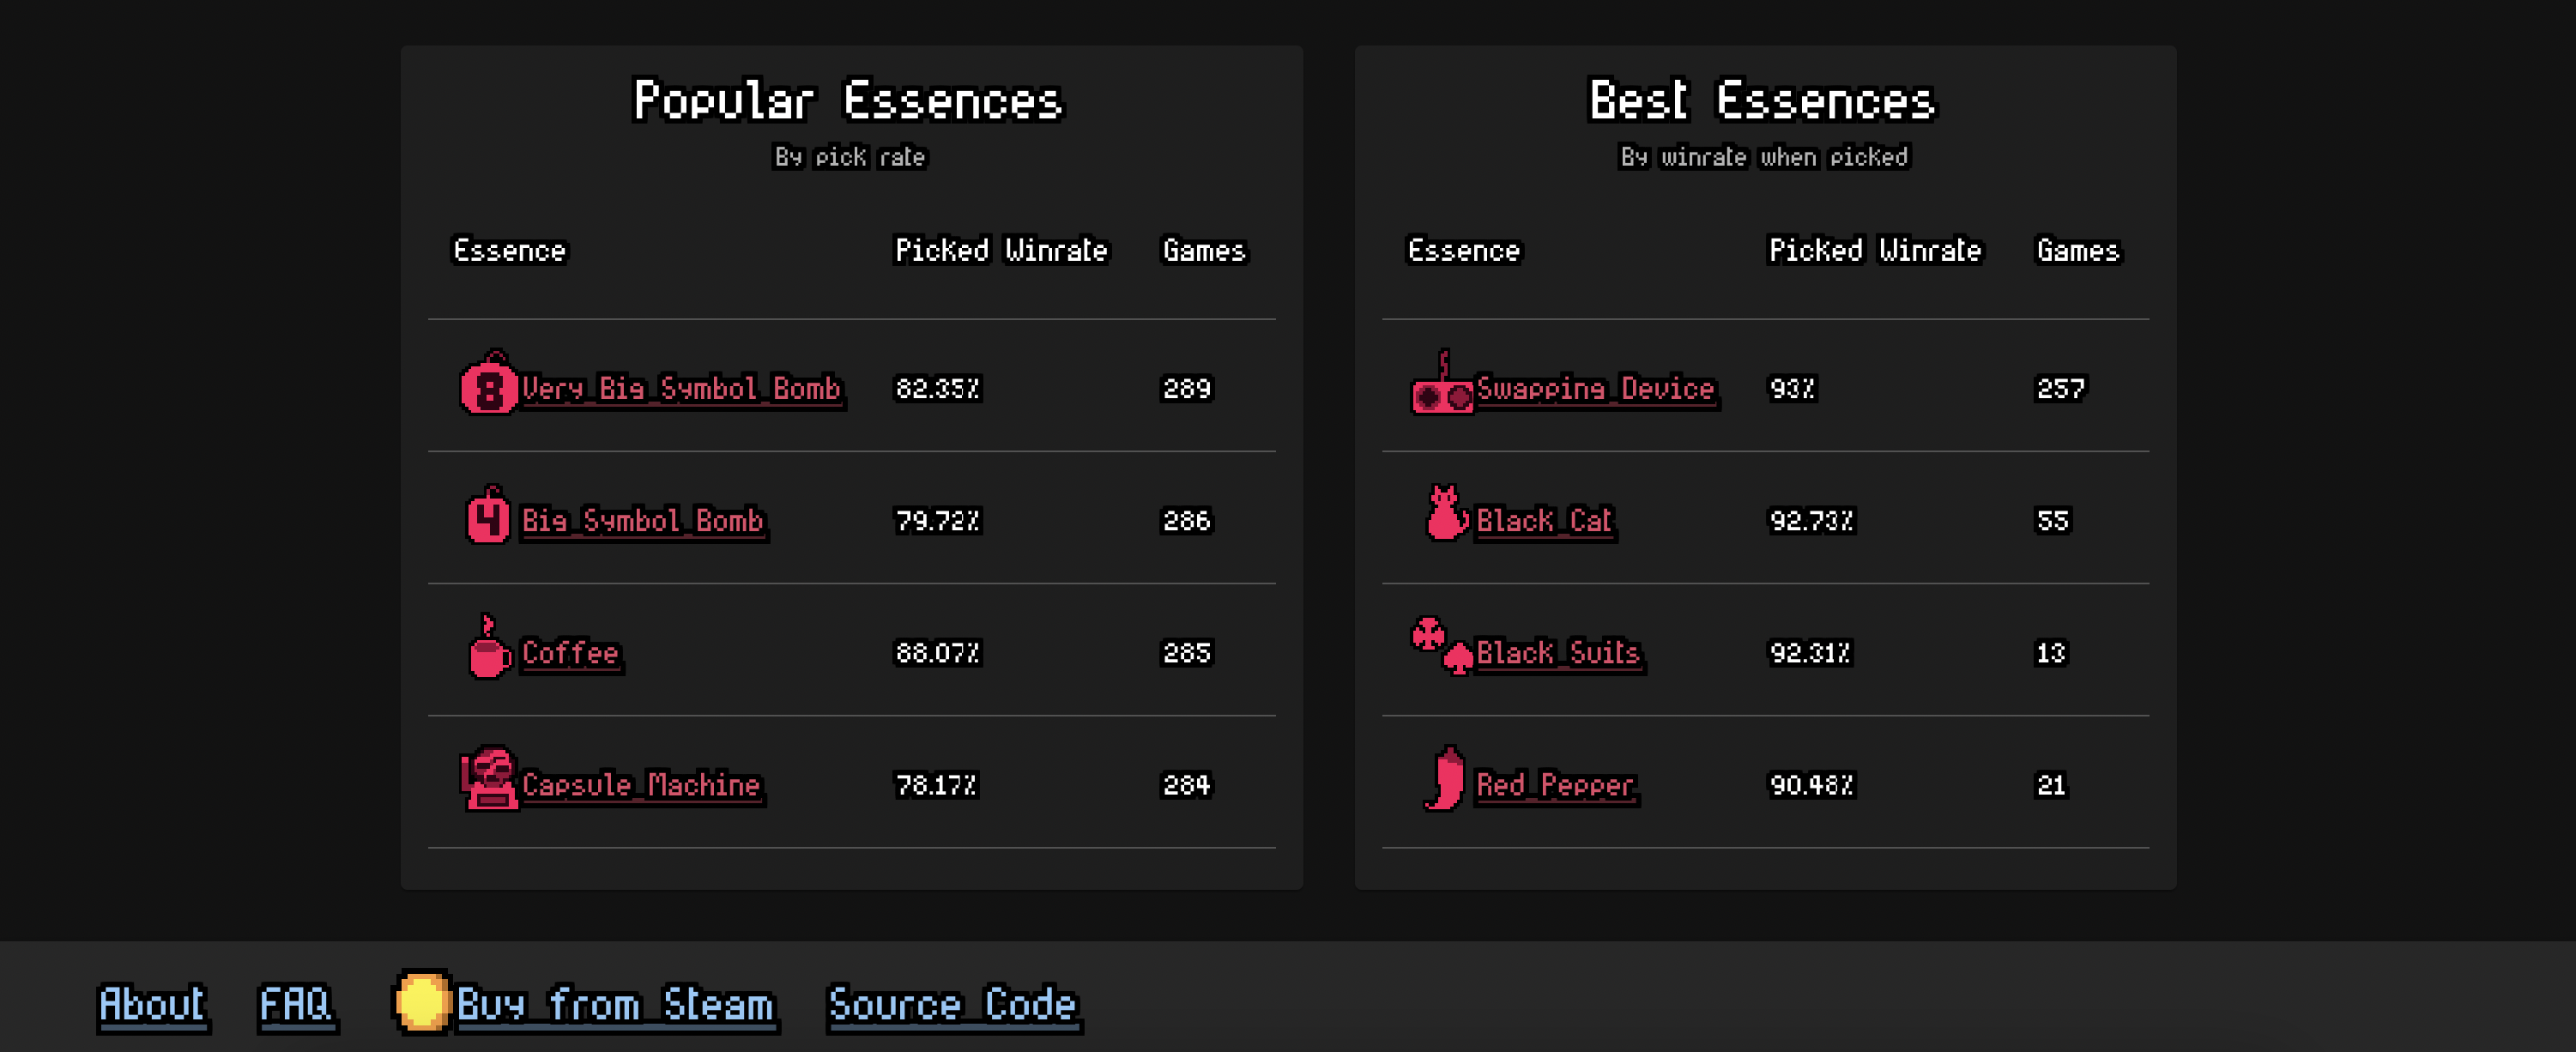 Popular Essences
By pick rate
Essence Picked Winrate Games
8 Very Big Symbol Bomb 82.35% 289
4 Big Symbol Bomb 79.72% 286
Coffee 88.07% 285
Capsule Machine 78.17% 284
Best Essences
By winrate when picked
Essence Picked Winrate Games
Swapping Device 93% 257
Black Cat 92.73% 55
Black Suits 92.31% 13
Red Pepper 90.48% 21
About FAQ Buy from Steam Source Code